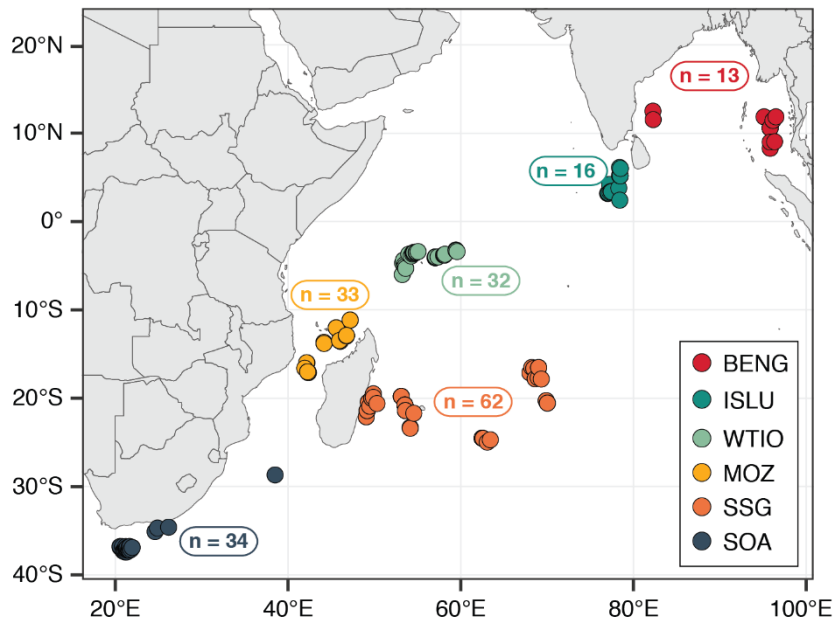 20°N
10°N
0°
10°S
20°S
30°S
40°S
n = 13
n = 16
n = 32
n = 33
n = 62
n = 34
BENG
ISLU
WTIO
MOZ
SSG
SOA
20°E
40°E
60°E
80°E
100°E